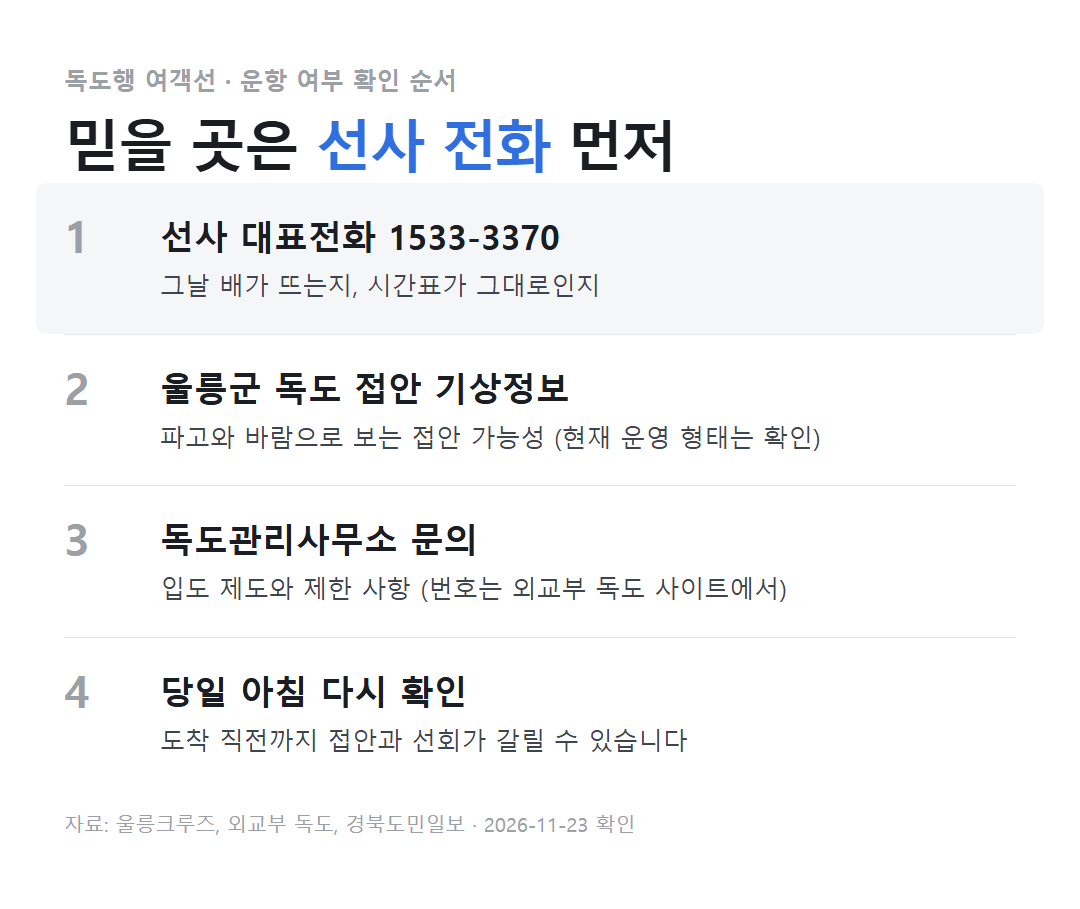 독도행 여객선 · 운항 여부 확인 순서
믿을 곳은 선사 전화 먼저
1
선사 대표전화 1533-3370
그날 배가 뜨는지, 시간표가 그대로인지
2
울릉군 독도 접안 기상정보
파고와 바람으로 보는 접안 가능성 (현재 운영 형태는 확인)
3
독도관리사무소 문의
입도 제도와 제한 사항 (번호는 외교부 독도 사이트에서)
4
당일 아침 다시 확인
도착 직전까지 접안과 선회가 갈릴 수 있습니다
자료: 울릉크루즈, 외교부 독도, 경북도민일보 · 2026-11-23 확인